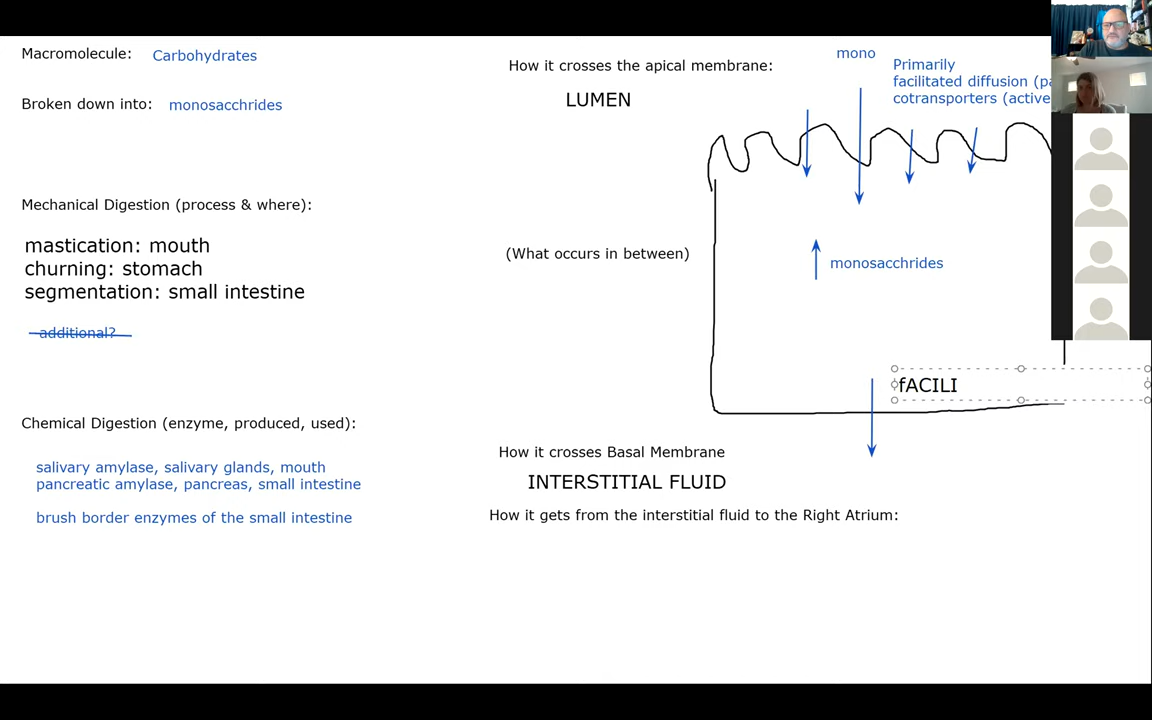 Macromolecule: Carbohydrates
Broken down into: monosacchrides
Mechanical Digestion (process & where):
mastication: mouth
churning: stomach
segmentation: small intestine
additional?
Chemical Digestion (enzyme, produced, used):
salivary amylase, salivary glands, mouth
pancreatic amylase, pancreas, small intestine
brush border enzymes of the small intestine
How it crosses the apical membrane:
mono
Primarily
facilitated diffusion
cotransporters (active
LUMEN
(What occurs in between)
monosacchrides
fACILI
How it crosses Basal Membrane
INTERSTITIAL FLUID
How it gets from the interstitial fluid to the Right Atrium: